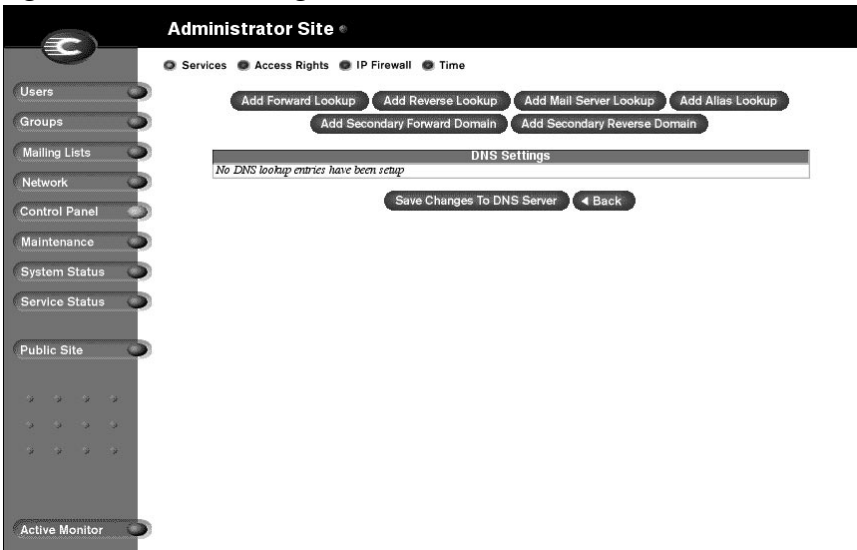 Administrator Site
Services Access Rights IP Firewall Time
Users
Groups
Mailing Lists
Network
Control Panel
Maintenance
System Status
Service Status
Public Site
Active Monitor
Add Forward Lookup Add Reverse Lookup Add Mail Server Lookup Add Alias Lookup
Add Secondary Forward Domain Add Secondary Reverse Domain
DNS Settings
No DNS lookup entries have been setup
Save Changes To DNS Server Back